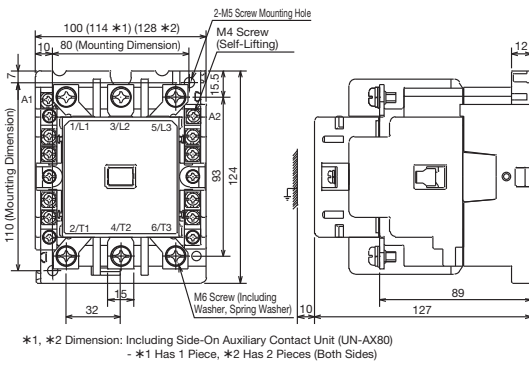 2-M5 Screw Mounting Hole
100 (114 ∗1) (128 ∗2)
10
80 (Mounting Dimension)
M4 Screw
(Self-Lifting)
12
7
15.5
A1
A2
1/L1 3/L2 5/L3
110 (Mounting Dimension)
93
124
2/T1 4/T2 6/T3
15
32
M6 Screw (Including
Washer, Spring Washer)
10
89
127
∗1, ∗2 Dimension: Including Side-On Auxiliary Contact Unit (UN-AX80)
- ∗1 Has 1 Piece, ∗2 Has 2 Pieces (Both Sides)